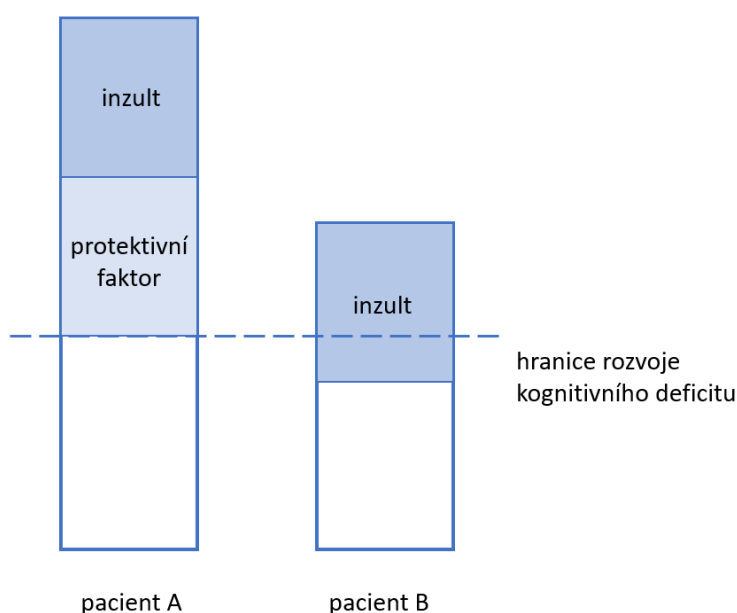 inzult
protektivní
faktor
inzult
hranice rozvoje
kognitivního deficitu
pacient A
pacient B